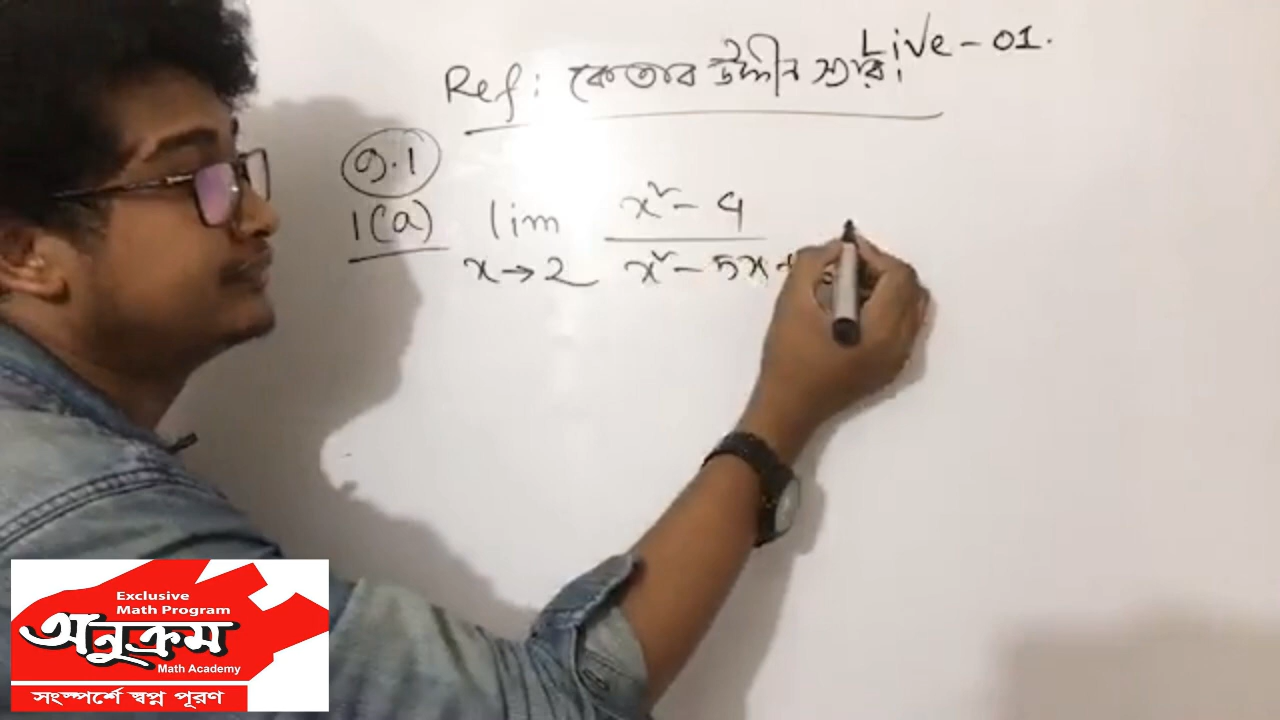 Live - 01.
Ref: কেতাব উদ্দীন স্যার।
9.1
1(a) lim x→2 x² - 4
x² - 5x +
Exclusive
Math Program
অনুক্রম
Math Academy
সংস্পর্শে স্বপ্ন পূরণ